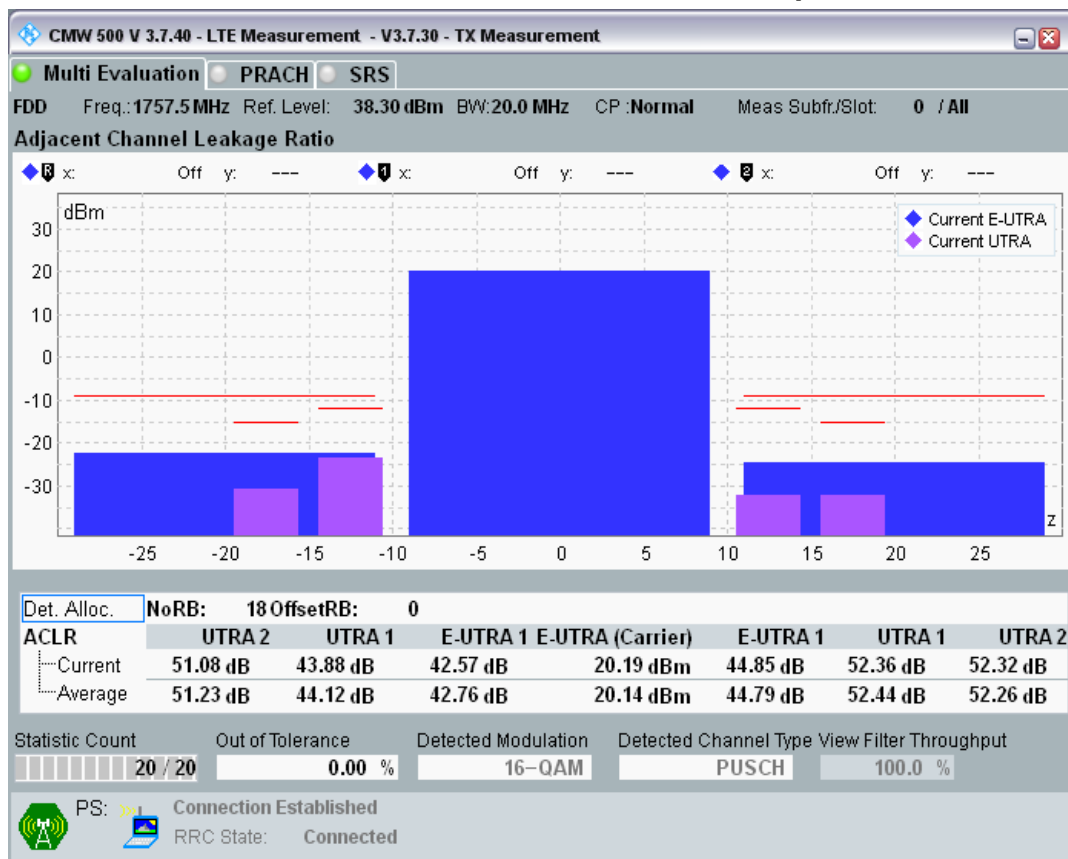 CMW 500 V 3.7.40 - LTE Measurement - V3.7.30 - TX Measurement
Multi Evaluation PRACH SRS
FDD Freq.:1757.5 MHz Ref. Level: 38.30 dBm BW:20.0 MHz CP :Normal Meas Subfr./Slot: 0 / All
Adjacent Channel Leakage Ratio
R x: Off y: --- 1 x: Off y: --- 2 x: Off y: ---
dBm
Current E-UTRA
Current UTRA
30
20
10
0
-10
-20
-30
z
-25 -20 -15 -10 -5 0 5 10 15 20 25
Det. Alloc. NoRB: 18 OffsetRB: 0
ACLR UTRA 2 UTRA 1 E-UTRA 1 E-UTRA (Carrier) E-UTRA 1 UTRA 1 UTRA 2
Current 51.08 dB 43.88 dB 42.57 dB 20.19 dBm 44.85 dB 52.36 dB 52.32 dB
Average 51.23 dB 44.12 dB 42.76 dB 20.14 dBm 44.79 dB 52.44 dB 52.26 dB
Statistic Count Out of Tolerance Detected Modulation Detected Channel Type View Filter Throughput
20 / 20 0.00 % 16-QAM PUSCH 100.0 %
PS: Connection Established
RRC State: Connected